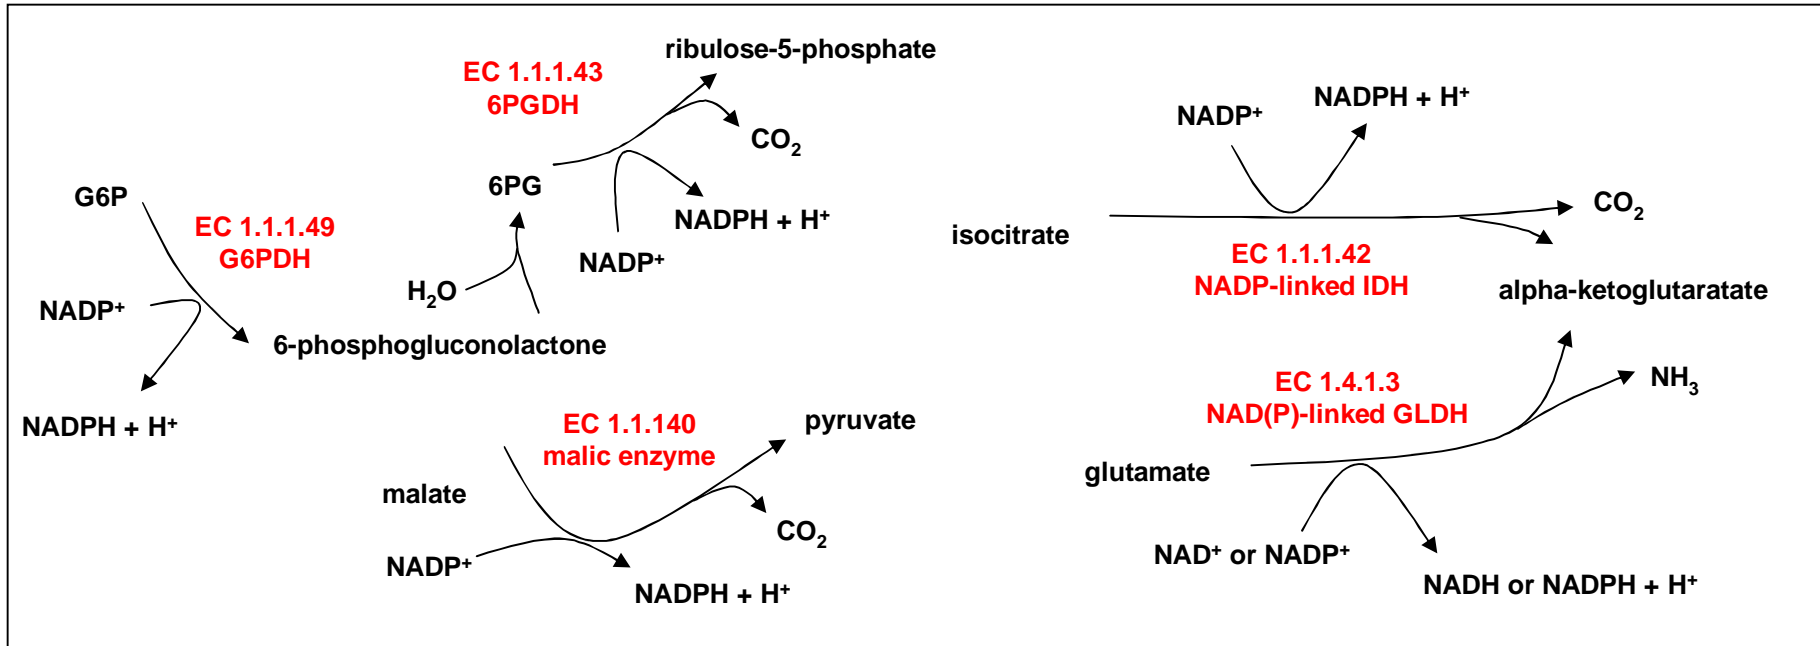 G6P
EC 1.1.1.49
G6PDH
NADP+
NADPH + H+
6-phosphogluconolactone
H2O
6PG
EC 1.1.1.43
6PGDH
ribulose-5-phosphate
CO2
NADPH + H+
NADP+
malate
EC 1.1.140
malic enzyme
pyruvate
CO2
NADP+
NADPH + H+
isocitrate
NADP+
NADPH + H+
CO2
EC 1.1.1.42
NADP-linked IDH
alpha-ketoglutaratate
EC 1.4.1.3
NAD(P)-linked GLDH
NH3
glutamate
NAD+ or NADP+
NADH or NADPH + H+